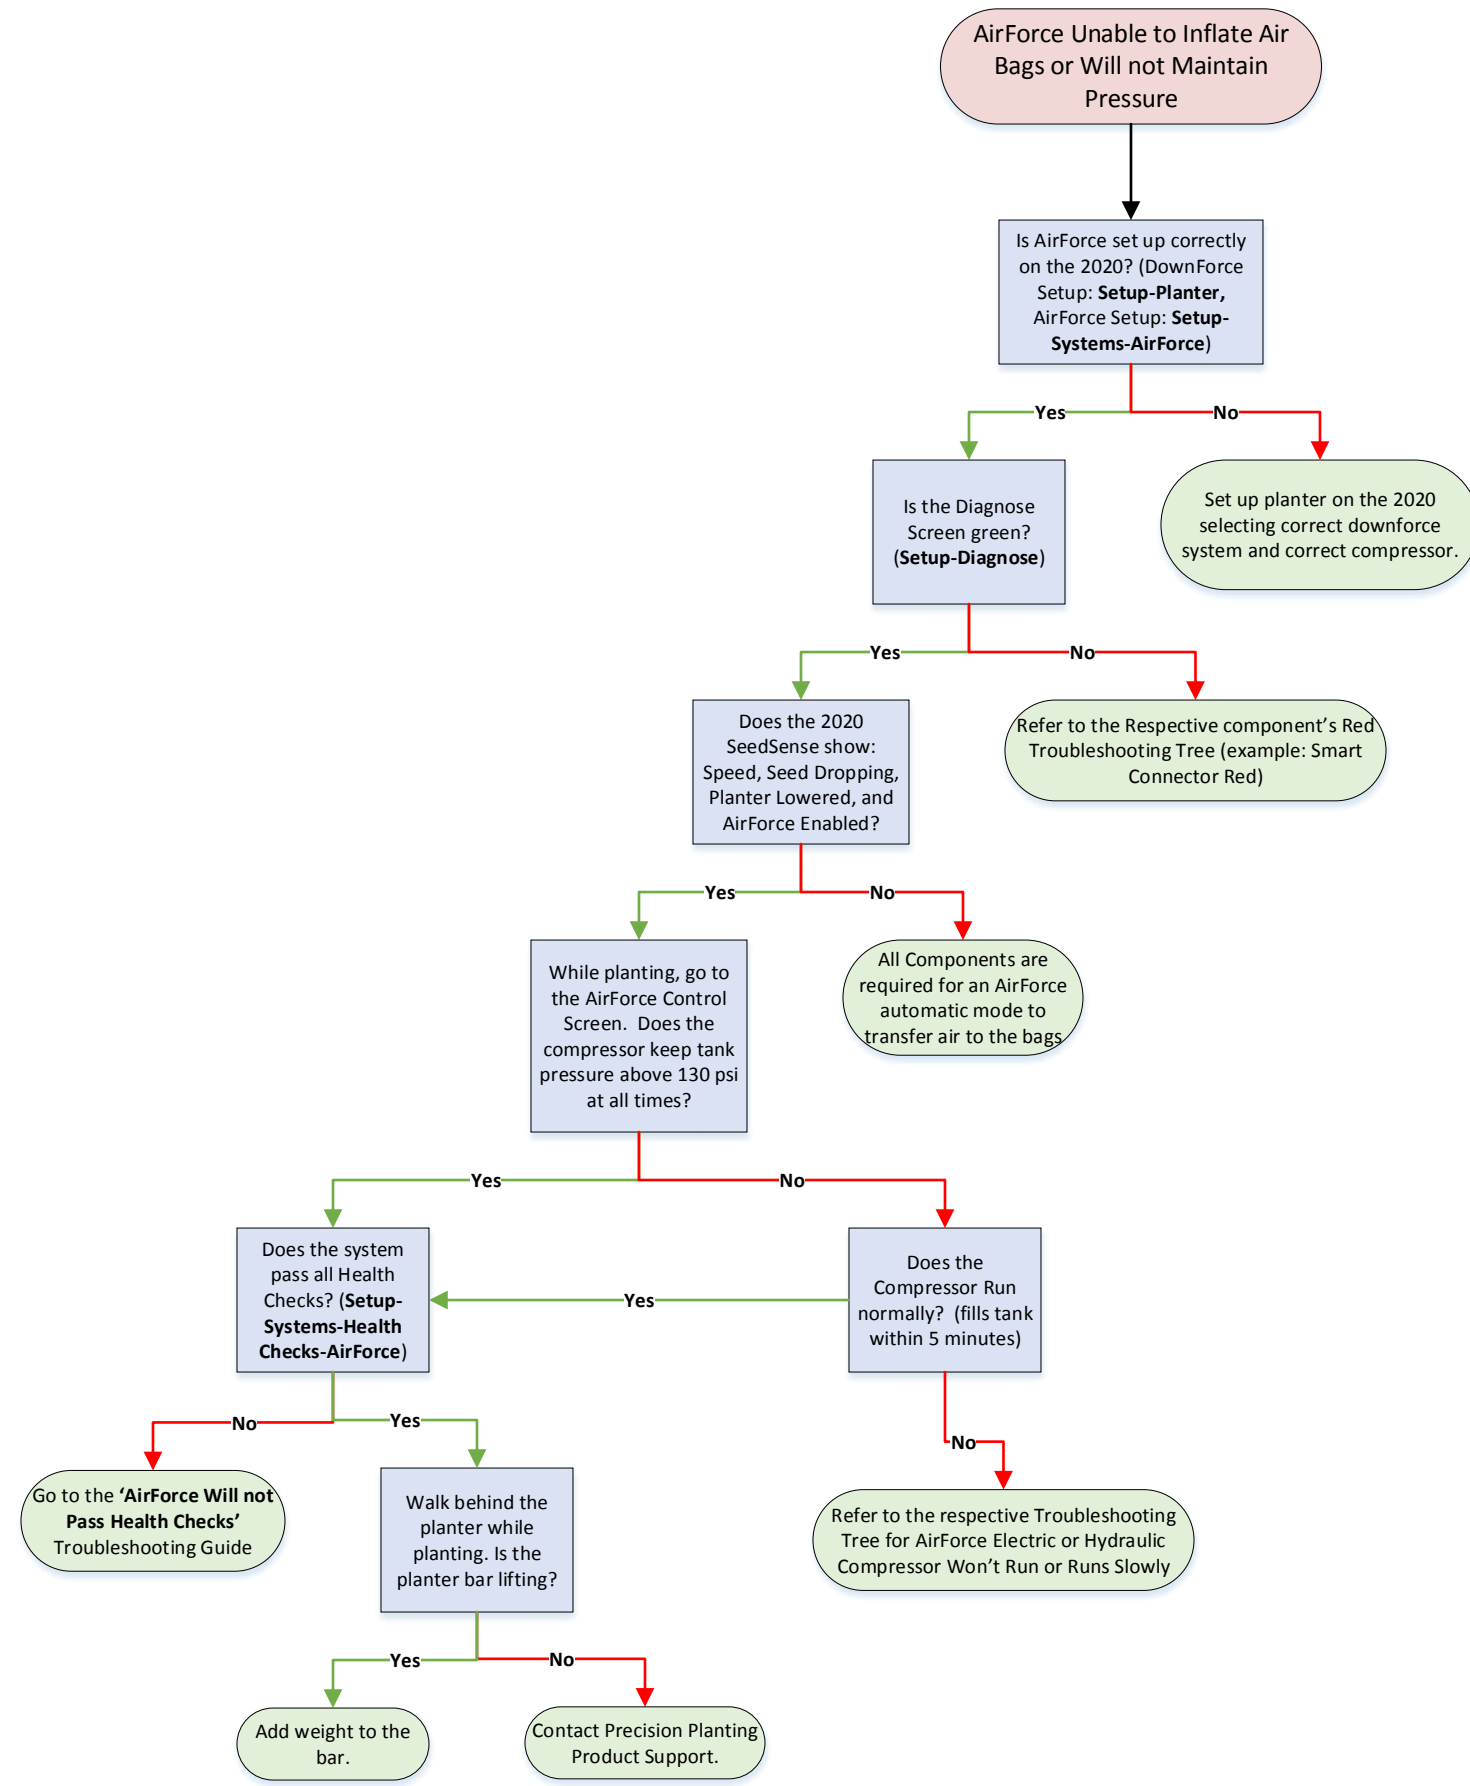 AirForce Unable to Inflate Air
Bags or Will not Maintain
Pressure
Is AirForce set up correctly
on the 2020? (DownForce
Setup: Setup-Planter,
AirForce Setup: Setup-
Systems-AirForce)
Yes
No
Is the Diagnose
Screen green?
(Setup-Diagnose)
Set up planter on the 2020
selecting correct downforce
system and correct compressor.
Yes
No
Does the 2020
SeedSense show:
Speed, Seed Dropping,
Planter Lowered, and
AirForce Enabled?
Refer to the Respective component’s Red
Troubleshooting Tree (example: Smart
Connector Red)
Yes
No
While planting, go to
the AirForce Control
Screen.  Does the
compressor keep tank
pressure above 130 psi
at all times?
All Components are
required for an AirForce
automatic mode to
transfer air to the bags
Yes
No
Does the system
pass all Health
Checks? (Setup-
Systems-Health
Checks-AirForce)
Yes
Does the
Compressor Run
normally?  (fills tank
within 5 minutes)
No
Yes
No
Go to the ‘AirForce Will not
Pass Health Checks’
Troubleshooting Guide
Walk behind the
planter while
planting. Is the
planter bar lifting?
Refer to the respective Troubleshooting
Tree for AirForce Electric or Hydraulic
Compressor Won’t Run or Runs Slowly
Yes
No
Add weight to the
bar.
Contact Precision Planting
Product Support.